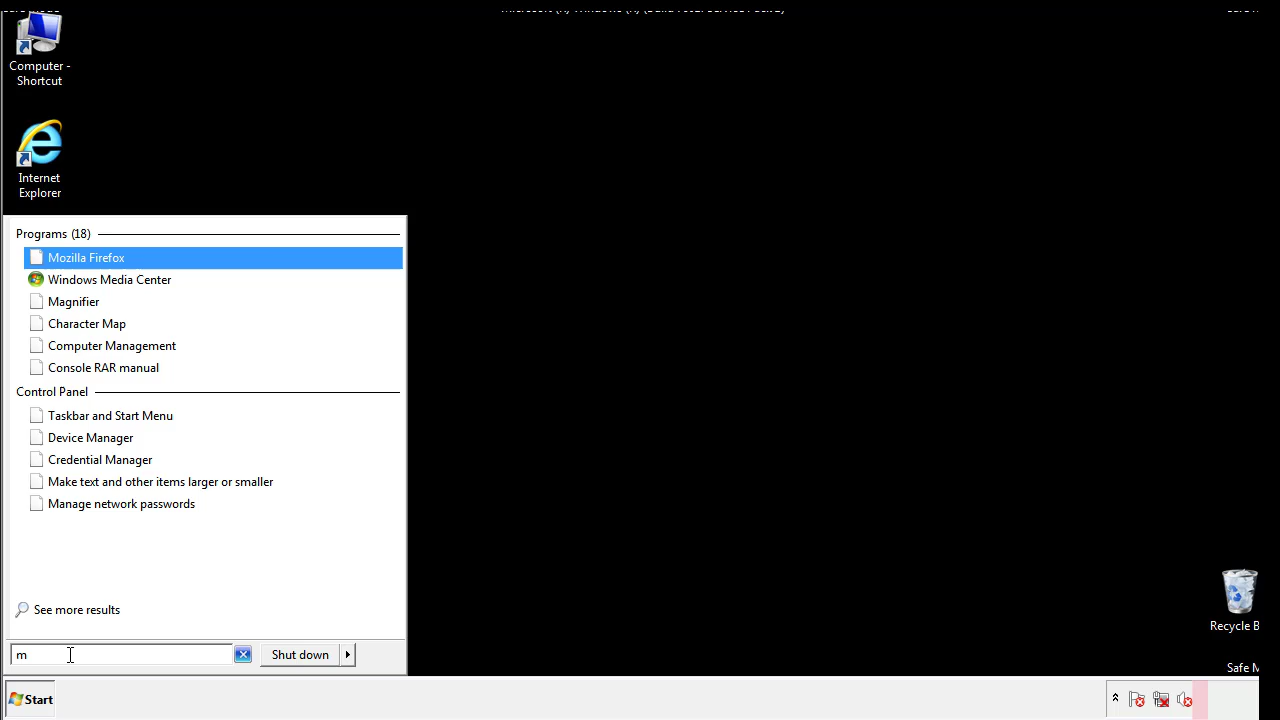 Computer -
Shortcut
Internet
Explorer
Programs (18)
Mozilla Firefox
Windows Media Center
Magnifier
Character Map
Computer Management
Console RAR manual
Control Panel
Taskbar and Start Menu
Device Manager
Credential Manager
Make text and other items larger or smaller
Manage network passwords
See more results
m
Shut down
Recycle B
Safe M
Start